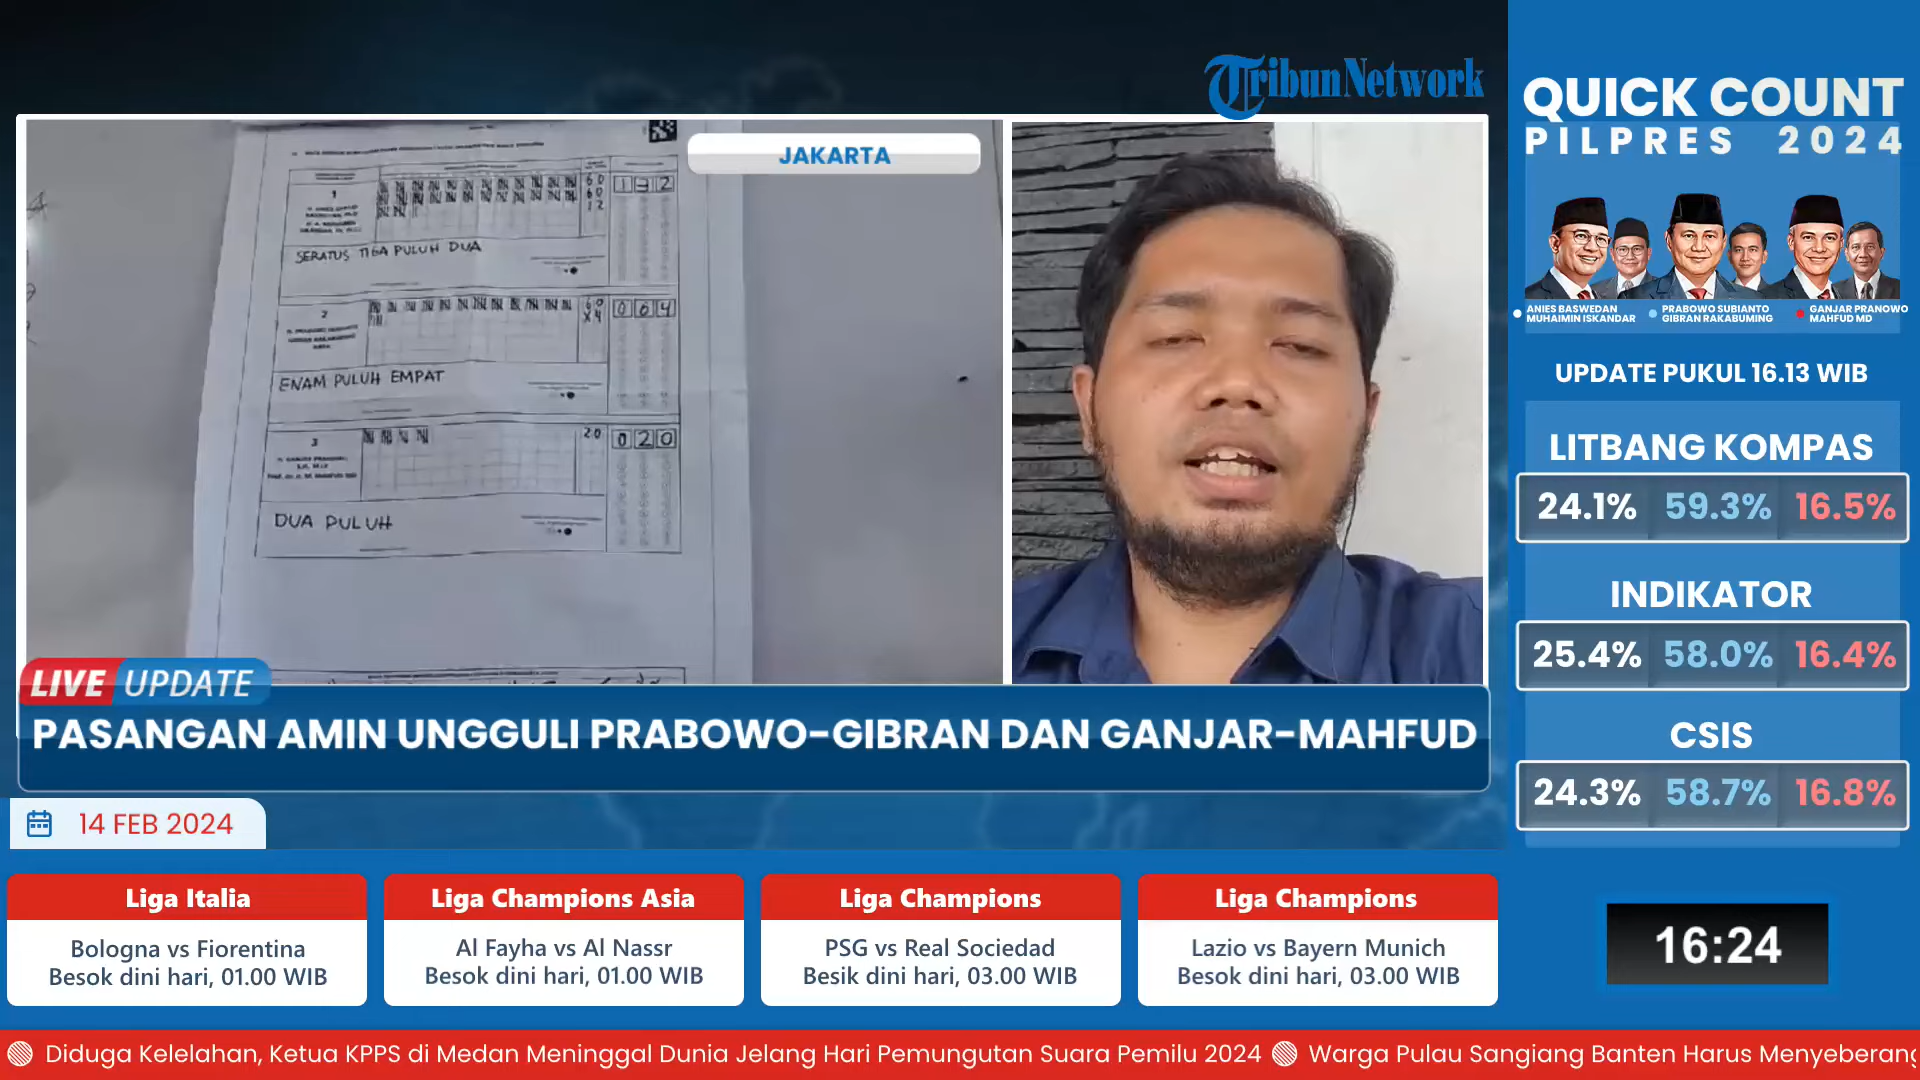 TribunNetwork
JAKARTA
1
60
60
12
132
SERATUS TIGA PULUH DUA
2
60
X4
064
ENAM PULUH EMPAT
3
20
020
DUA PULUH
LIVE UPDATE
PASANGAN AMIN UNGGULI PRABOWO-GIBRAN DAN GANJAR-MAHFUD
14 FEB 2024
QUICK COUNT
PILPRES 2024
ANIES BASWEDAN
MUHAIMIN ISKANDAR
PRABOWO SUBIANTO
GIBRAN RAKABUMING
GANJAR PRANOWO
MAHFUD MD
UPDATE PUKUL 16.13 WIB
LITBANG KOMPAS
24.1% 59.3% 16.5%
INDIKATOR
25.4% 58.0% 16.4%
CSIS
24.3% 58.7% 16.8%
Liga Italia
Bologna vs Fiorentina
Besok dini hari, 01.00 WIB
Liga Champions Asia
Al Fayha vs Al Nassr
Besok dini hari, 01.00 WIB
Liga Champions
PSG vs Real Sociedad
Besik dini hari, 03.00 WIB
Liga Champions
Lazio vs Bayern Munich
Besok dini hari, 03.00 WIB
16:24
Diduga Kelelahan, Ketua KPPS di Medan Meninggal Dunia Jelang Hari Pemungutan Suara Pemilu 2024 Warga Pulau Sangiang Banten Harus Menyeberang